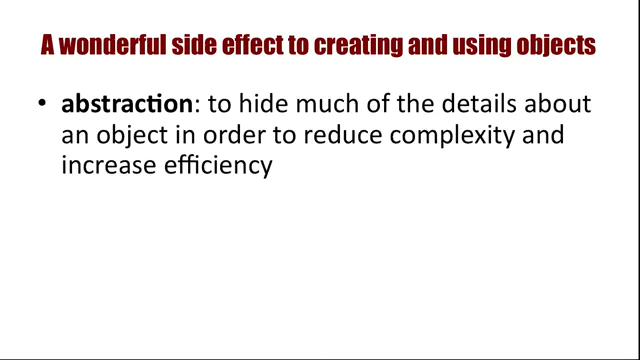 A wonderful side effect to creating and using objects
• abstraction: to hide much of the details about
an object in order to reduce complexity and
increase efficiency